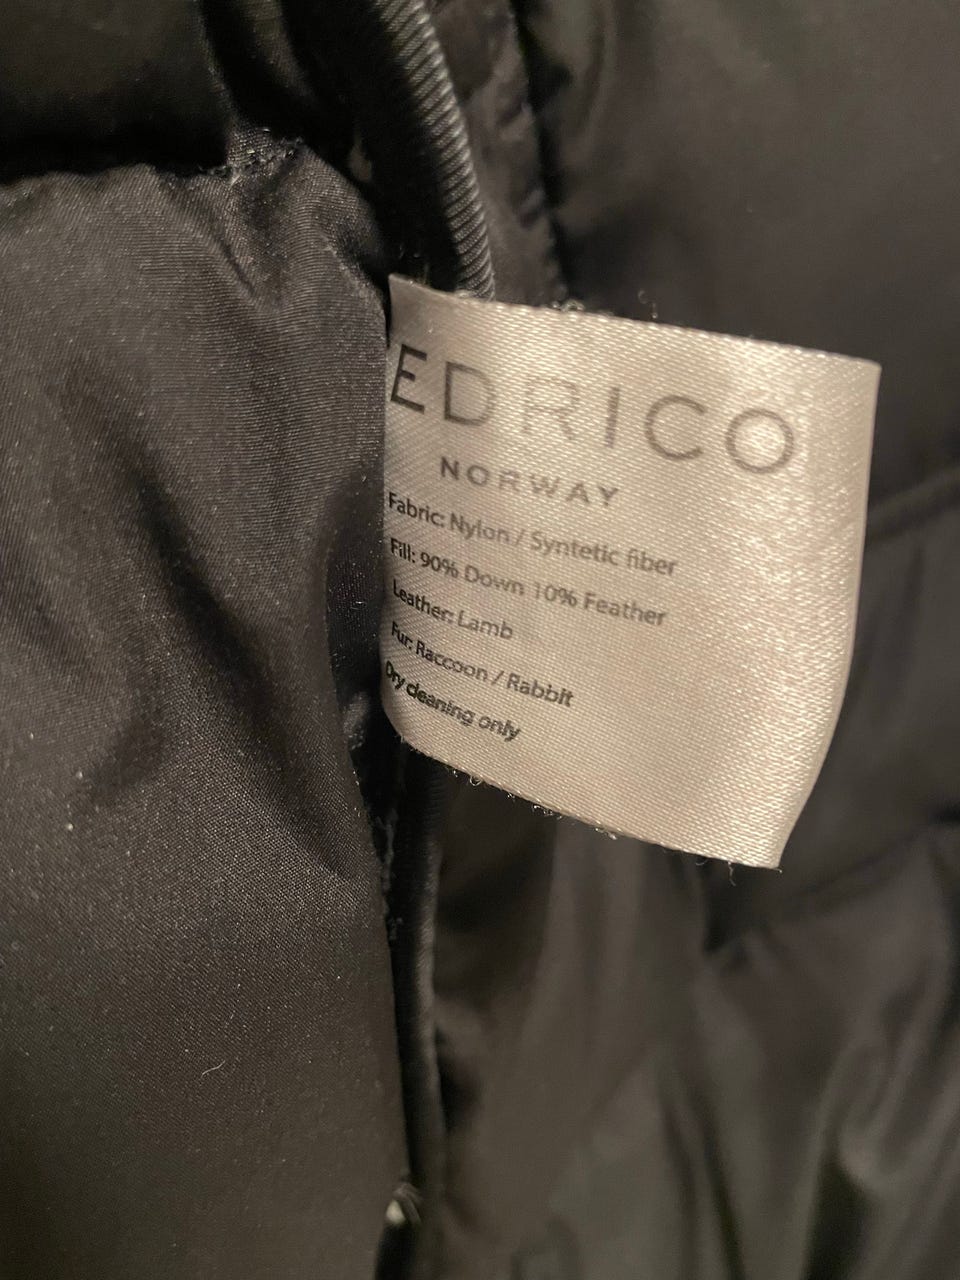 EDRICO
NORWAY
Fabric: Nylon / Syntetic fiber
Fill: 90% Down 10% Feather
Leather: Lamb
Fur: Raccoon / Rabbit
Dry cleaning only